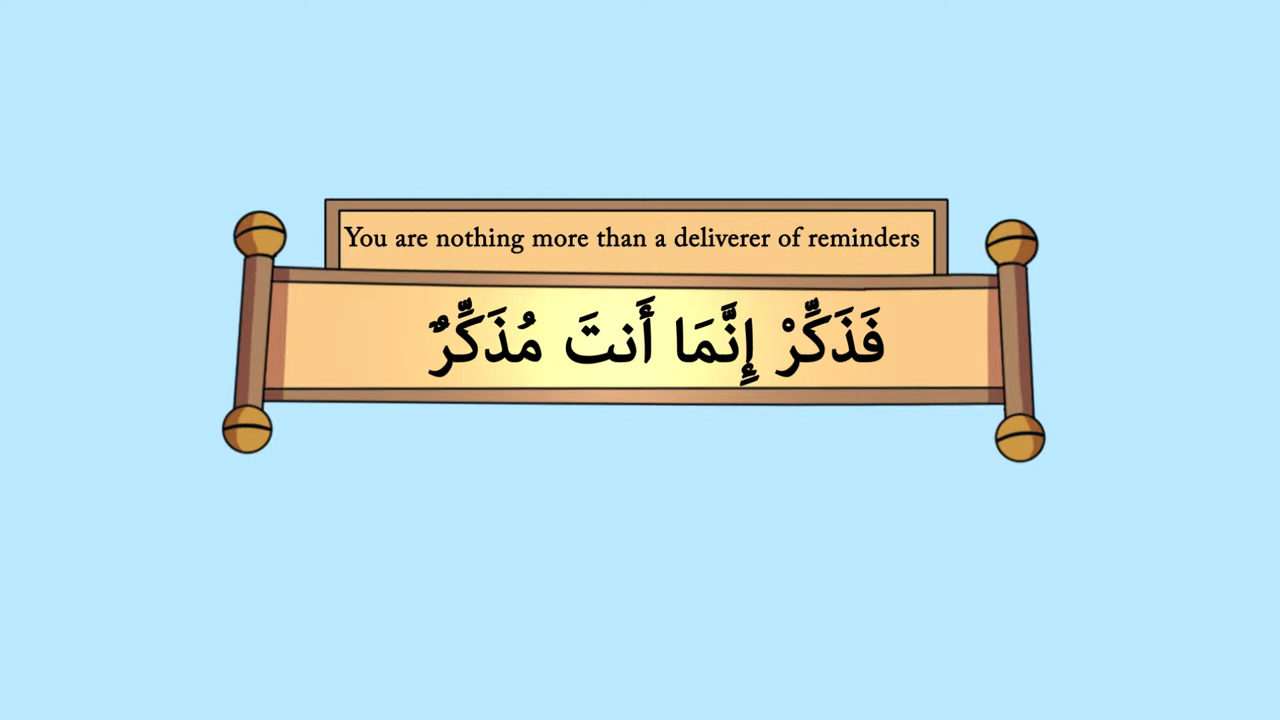 You are nothing more than a deliverer of reminders
فَذَكِّرْ إِنَّمَا أَنتَ مُذَكِّرٌ